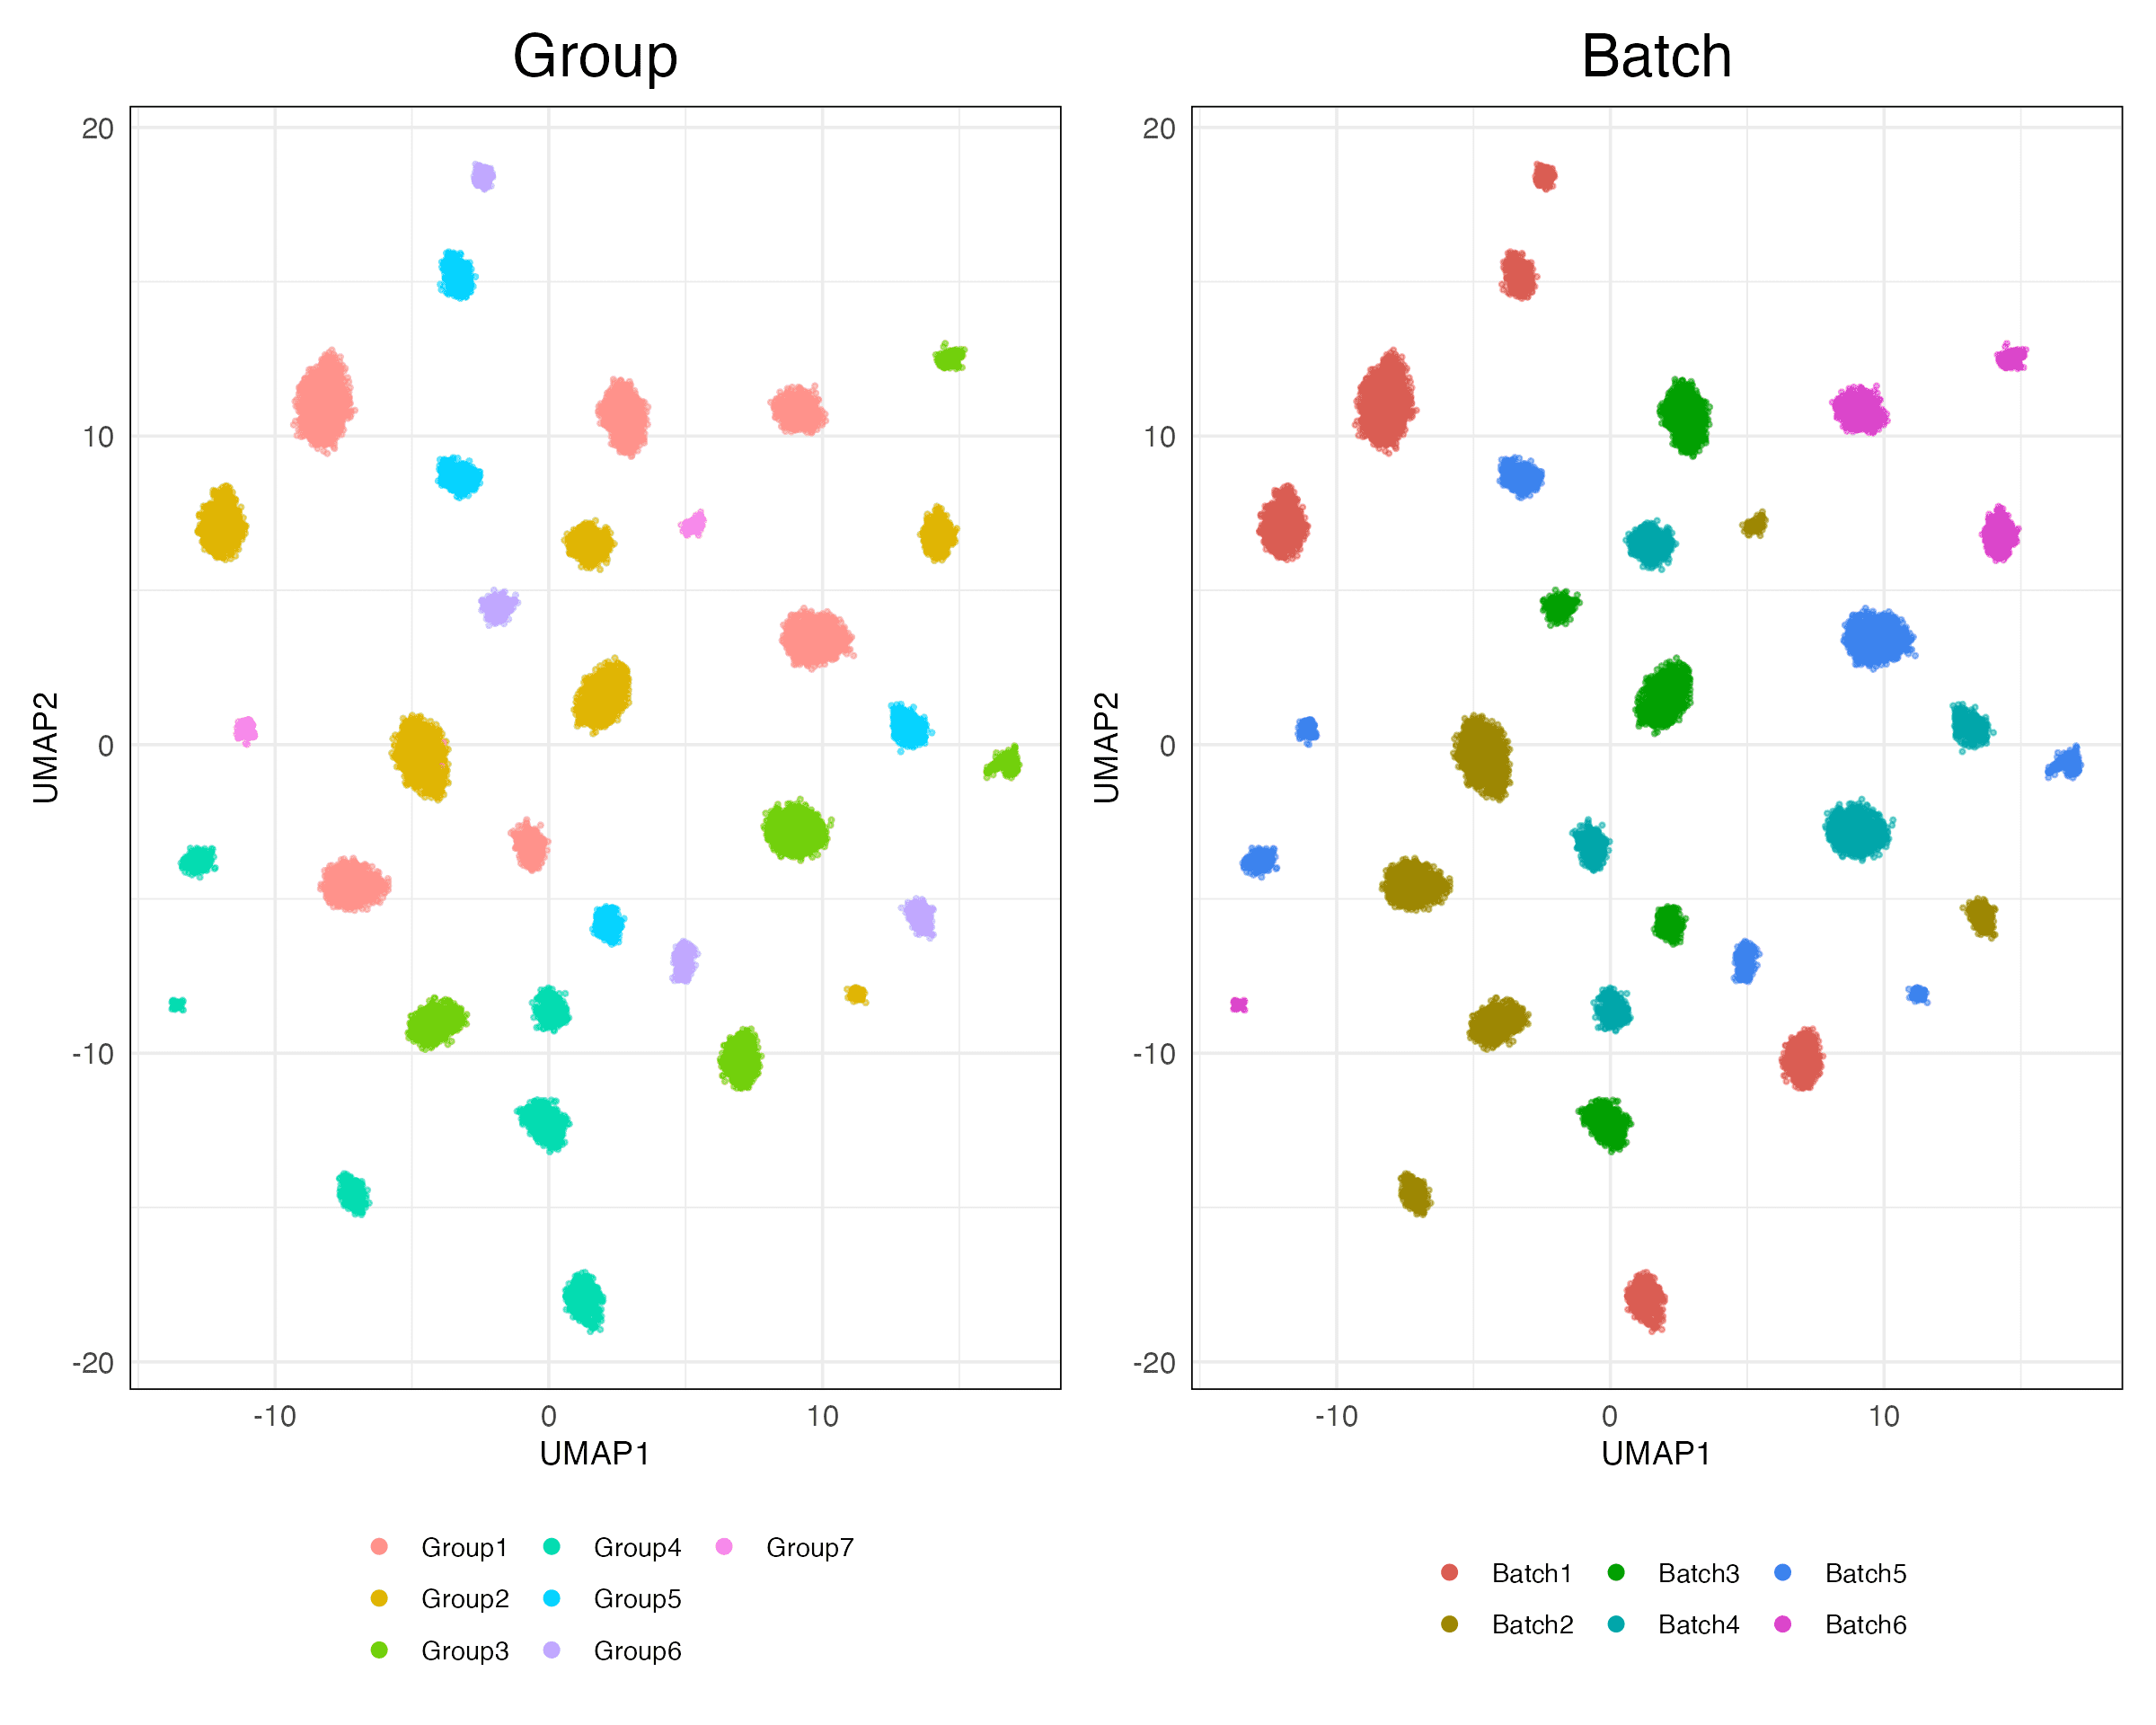 Group
20
10
0
-10
-20
UMAP2
-10 0 10
UMAP1
Group1 Group4 Group7
Group2 Group5
Group3 Group6
Batch
20
10
0
-10
-20
UMAP2
-10 0 10
UMAP1
Batch1 Batch3 Batch5
Batch2 Batch4 Batch6